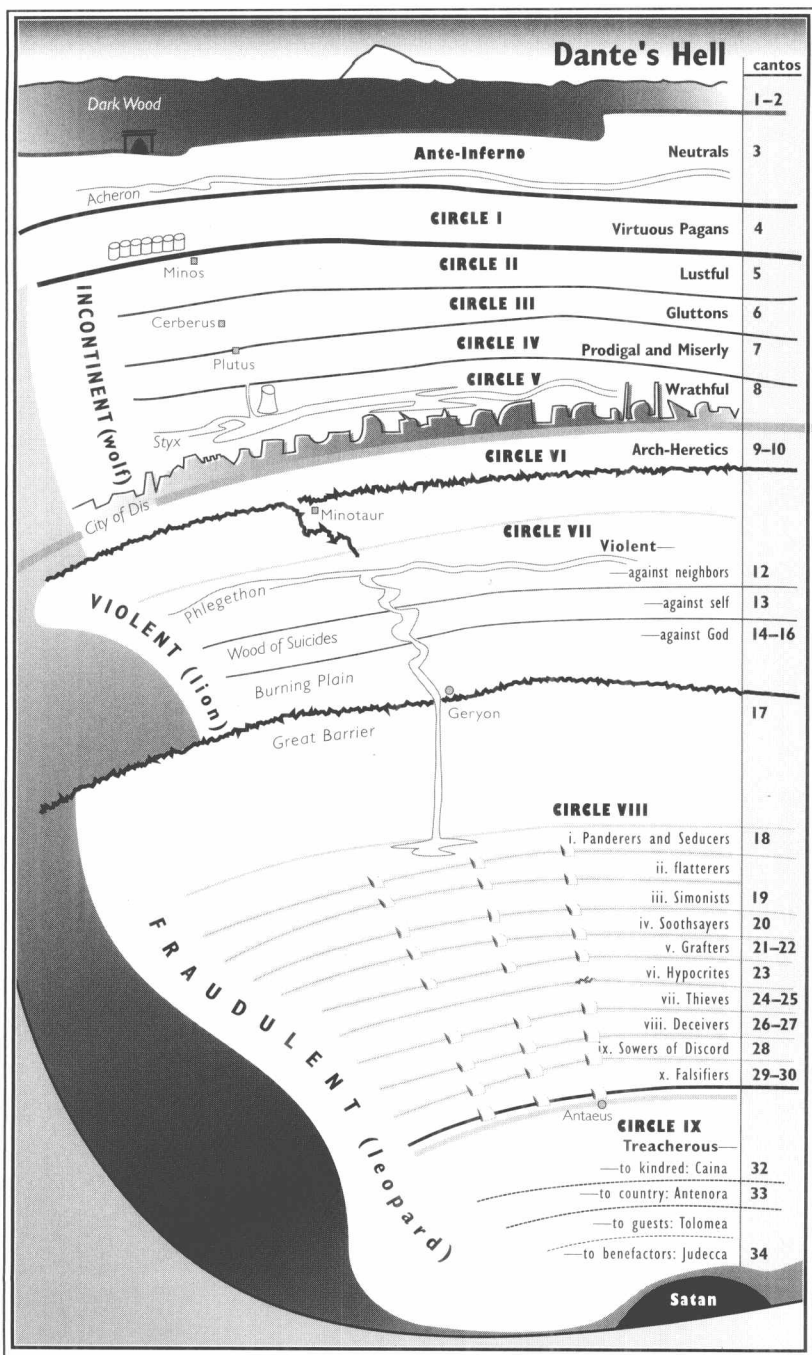 Dante's Hell
cantos
Dark Wood
1–2
Ante-Inferno Neutrals 3
Acheron
CIRCLE I Virtuous Pagans 4
Minos
CIRCLE II Lustful 5
CIRCLE III Gluttons 6
Cerberus
CIRCLE IV Prodigal and Miserly 7
Plutus
CIRCLE V Wrathful 8
Styx
INCONTINENT (wolf)
CIRCLE VI Arch-Heretics 9–10
City of Dis
Minotaur
CIRCLE VII
Violent—
—against neighbors 12
Phlegethon
—against self 13
Wood of Suicides
—against God 14–16
Burning Plain
VIOLENT (lion)
Geryon 17
Great Barrier
CIRCLE VIII
i. Panderers and Seducers 18
ii. flatterers
iii. Simonists 19
iv. Soothsayers 20
v. Grafters 21–22
vi. Hypocrites 23
vii. Thieves 24–25
viii. Deceivers 26–27
ix. Sowers of Discord 28
x. Falsifiers 29–30
FRAUDULENT (leopard)
Antaeus
CIRCLE IX
Treacherous—
—to kindred: Caina 32
—to country: Antenora 33
—to guests: Tolomea
—to benefactors: Judecca 34
Satan